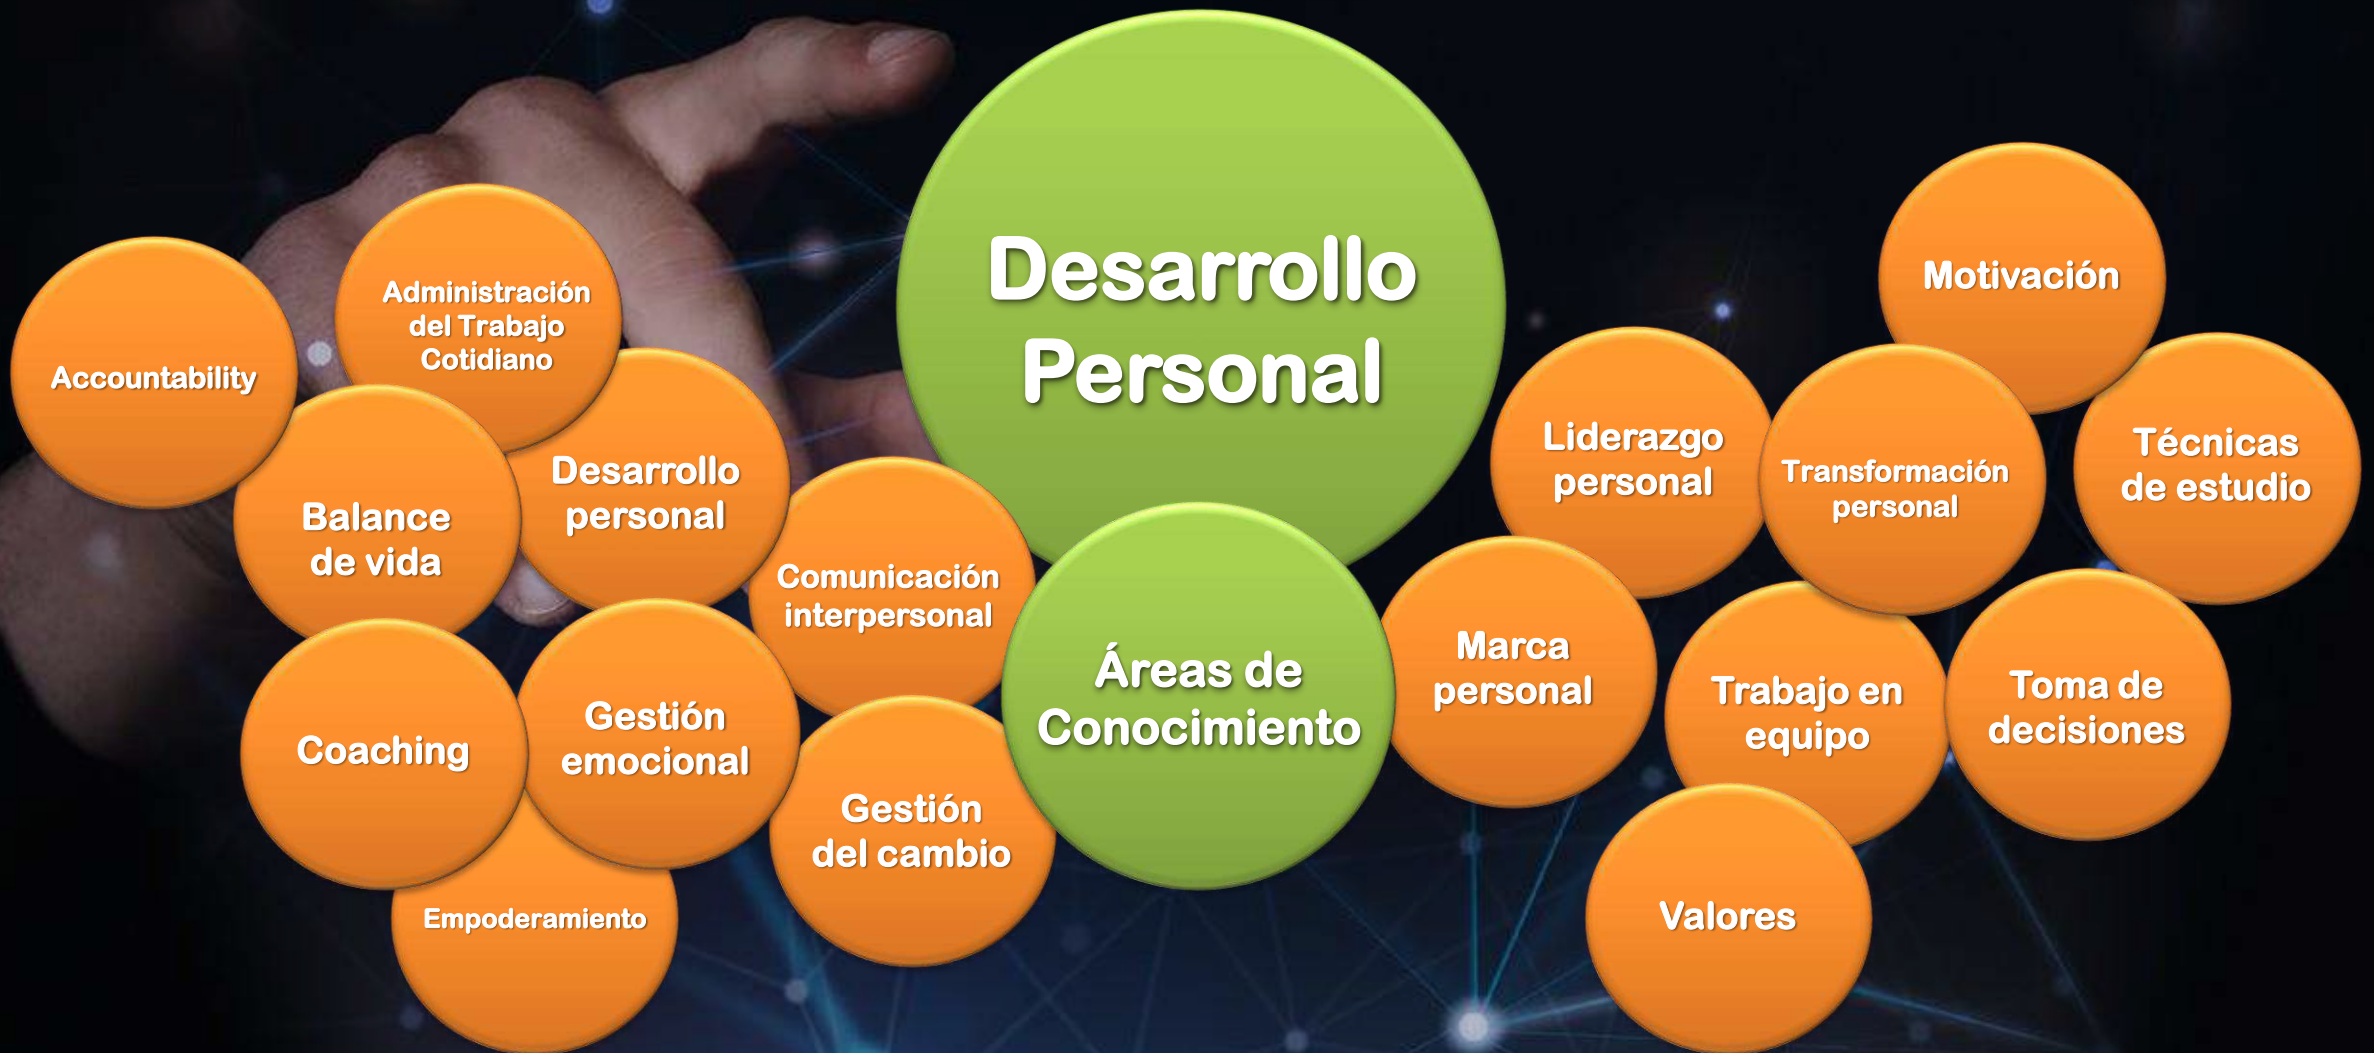 Desarrollo
Personal
Áreas de
Conocimiento
Accountability
Administración
del Trabajo
Cotidiano
Balance
de vida
Desarrollo
personal
Comunicación
interpersonal
Coaching
Gestión
emocional
Gestión
del cambio
Empoderamiento
Liderazgo
personal
Marca
personal
Motivación
Transformación
personal
Técnicas
de estudio
Trabajo en
equipo
Toma de
decisiones
Valores